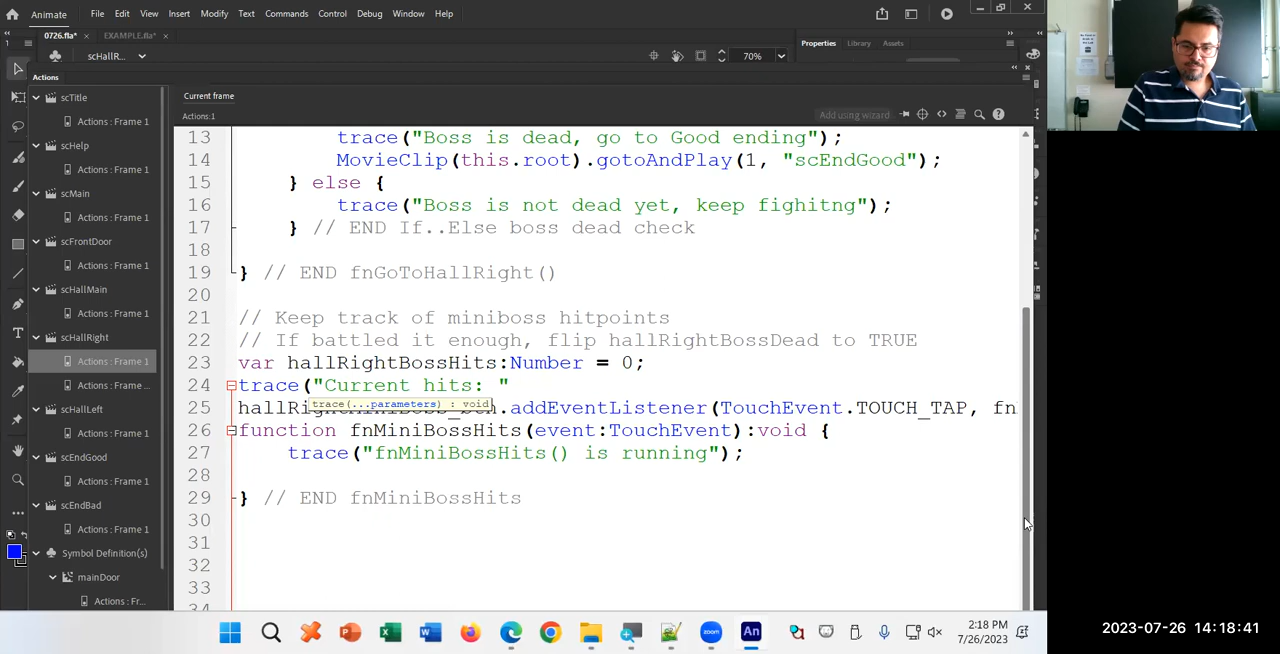 Animate File Edit View Insert Modify Text Commands Control Debug Window Help
0726.fla* × EXAMPLE.fla* ×
scHallR... 70% Properties Library Assets
Actions
scTitle
Actions : Frame 1
scHelp
Actions : Frame 1
scMain
Actions : Frame 1
scFrontDoor
Actions : Frame 1
scHallMain
Actions : Frame 1
scHallRight
Actions : Frame 1
Actions : Frame ...
scHallLeft
Actions : Frame 1
scEndGood
Actions : Frame 1
scEndBad
Actions : Frame 1
Symbol Definition(s)
mainDoor
Actions : Fr...
Current frame
Actions:1
Add using wizard
13 trace("Boss is dead, go to Good ending");
14 MovieClip(this.root).gotoAndPlay(1, "scEndGood");
15 } else {
16 trace("Boss is not dead yet, keep fighitng");
17 } // END If..Else boss dead check
18
19 } // END fnGoToHallRight()
20
21 // Keep track of miniboss hitpoints
22 // If battled it enough, flip hallRightBossDead to TRUE
23 var hallRightBossHits:Number = 0;
24 trace("Current hits: "
trace(...parameters) : void
25 .addEventListener(TouchEvent.TOUCH_TAP, fn
26 function fnMiniBossHits(event:TouchEvent):void {
27 trace("fnMiniBossHits() is running");
28
29 } // END fnMiniBossHits
30
31
32
33
34
2:18 PM
7/26/2023
2023-07-26 14:18:41